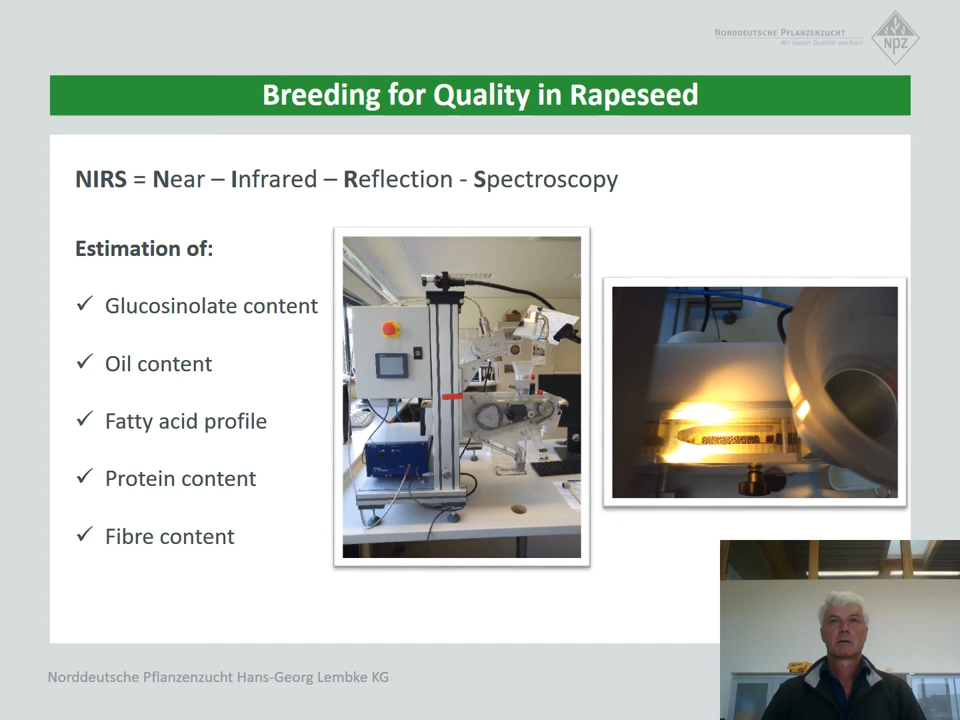 NORDDEUTSCHE PFLANZENZUCHT
Wir lassen Qualität wachsen.
npz
Breeding for Quality in Rapeseed
NIRS = Near – Infrared – Reflection - Spectroscopy
Estimation of:
✓ Glucosinolate content
✓ Oil content
✓ Fatty acid profile
✓ Protein content
✓ Fibre content
Norddeutsche Pflanzenzucht Hans-Georg Lembke KG